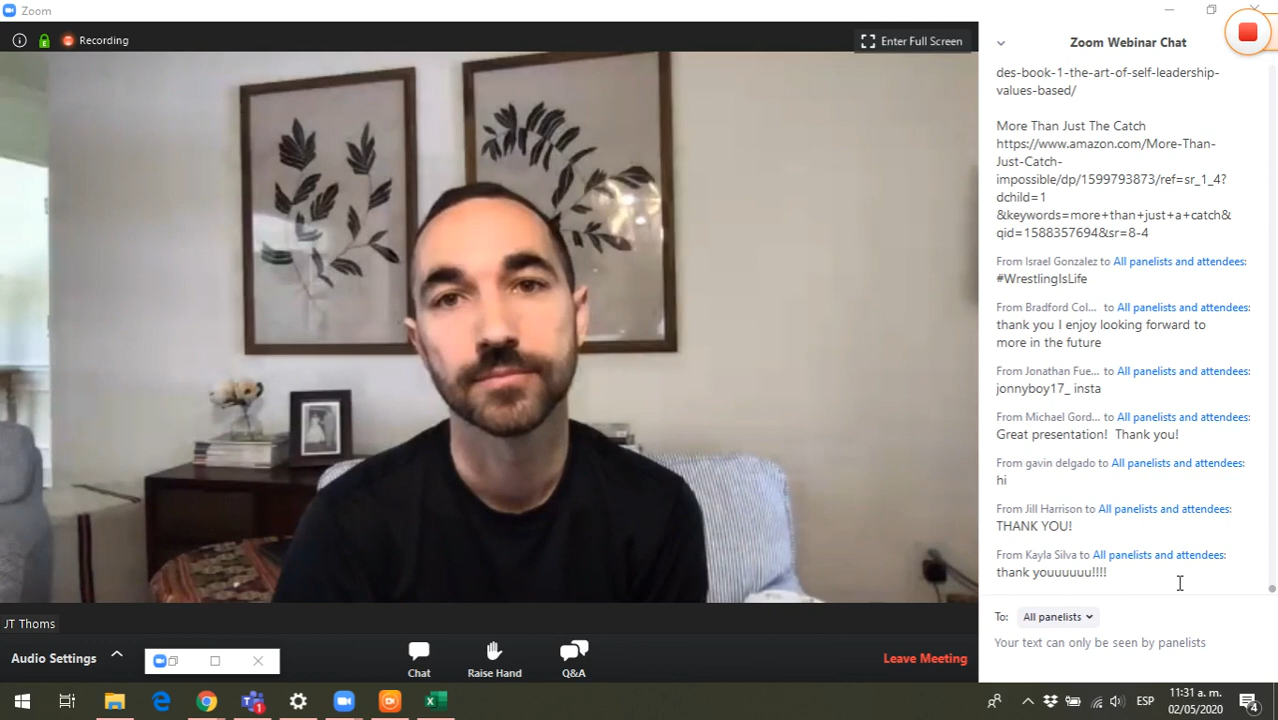 Zoom
Recording
Enter Full Screen
Zoom Webinar Chat
des-book-1-the-art-of-self-leadership-
values-based/
More Than Just The Catch
https://www.amazon.com/More-Than-
Just-Catch-
impossible/dp/1599793873/ref=sr_1_4?
dchild=1
&keywords=more+than+just+a+catch&
qid=1588357694&sr=8-4
From Israel Gonzalez to All panelists and attendees:
#WrestlingIsLife
From Bradford Col... to All panelists and attendees:
thank you I enjoy looking forward to
more in the future
From Jonathan Fue... to All panelists and attendees:
jonnyboy17_ insta
From Michael Gord... to All panelists and attendees:
Great presentation!  Thank you!
From gavin delgado to All panelists and attendees:
hi
From Jill Harrison to All panelists and attendees:
THANK YOU!
From Kayla Silva to All panelists and attendees:
thank youuuuuu!!!!
To: All panelists
Your text can only be seen by panelists
JT Thoms
Audio Settings
Chat
Raise Hand
Q&A
Leave Meeting
1
ESP
11:31 a. m.
02/05/2020
4